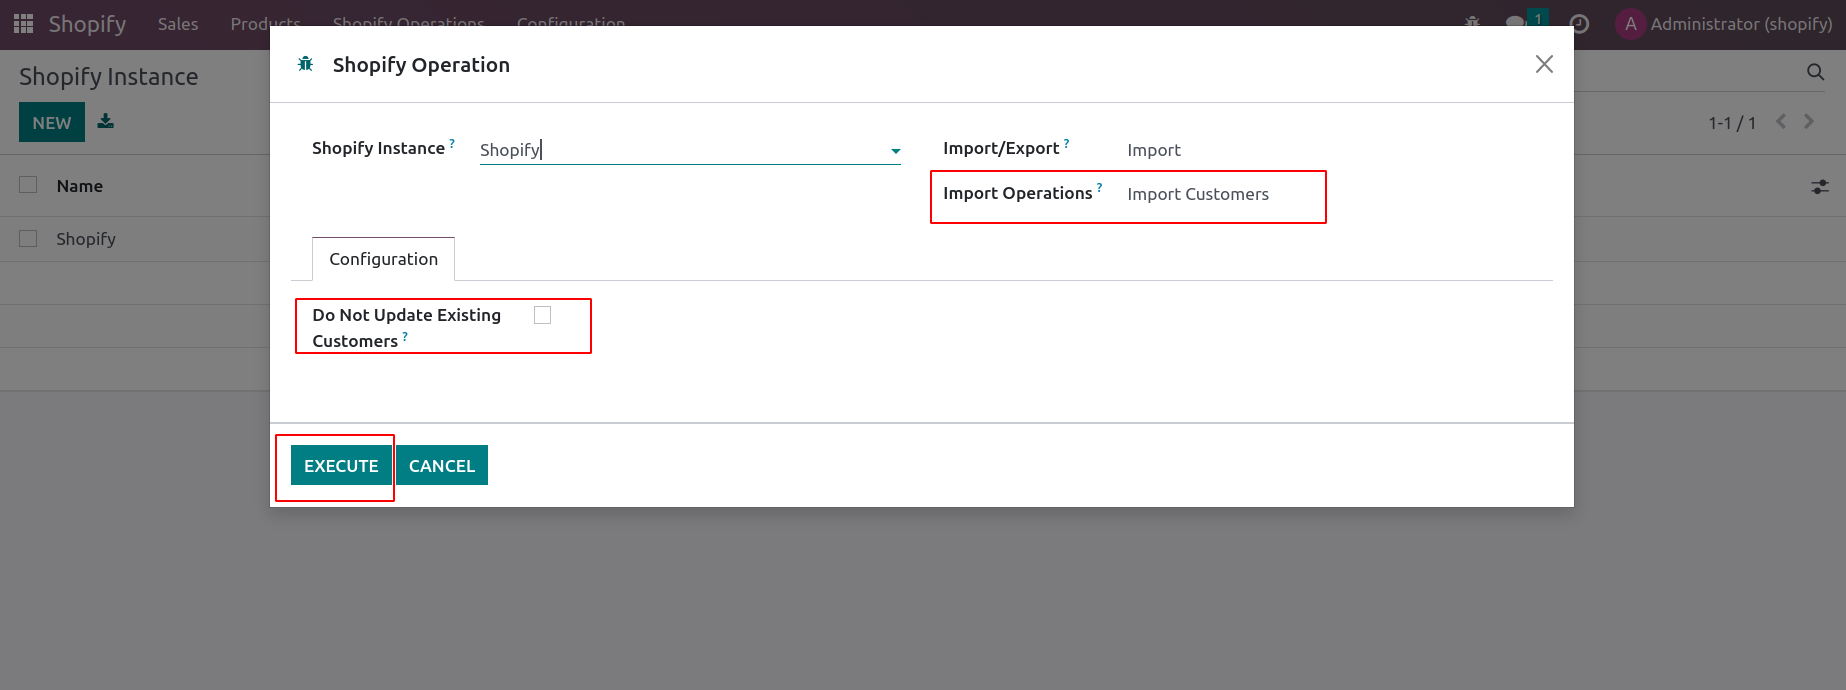 Shopify Sales Products Shopify Operations Configuration 1 A Administrator (shopify)
Shopify Instance
NEW
1-1 / 1
Name
Shopify
Shopify Operation
Shopify Instance ? Shopify
Import/Export ? Import
Import Operations ? Import Customers
Configuration
Do Not Update Existing
Customers ?
EXECUTE CANCEL